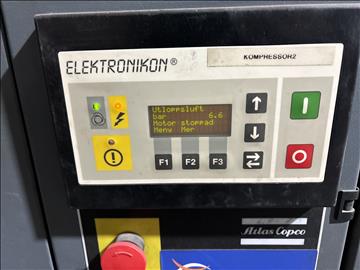 ELEKTRONIKON®
KOMPRESSOR2
Utloppsluft
bar 6.6
Motor stoppad
Meny Mer
F1 F2 F3
Atlas Copco